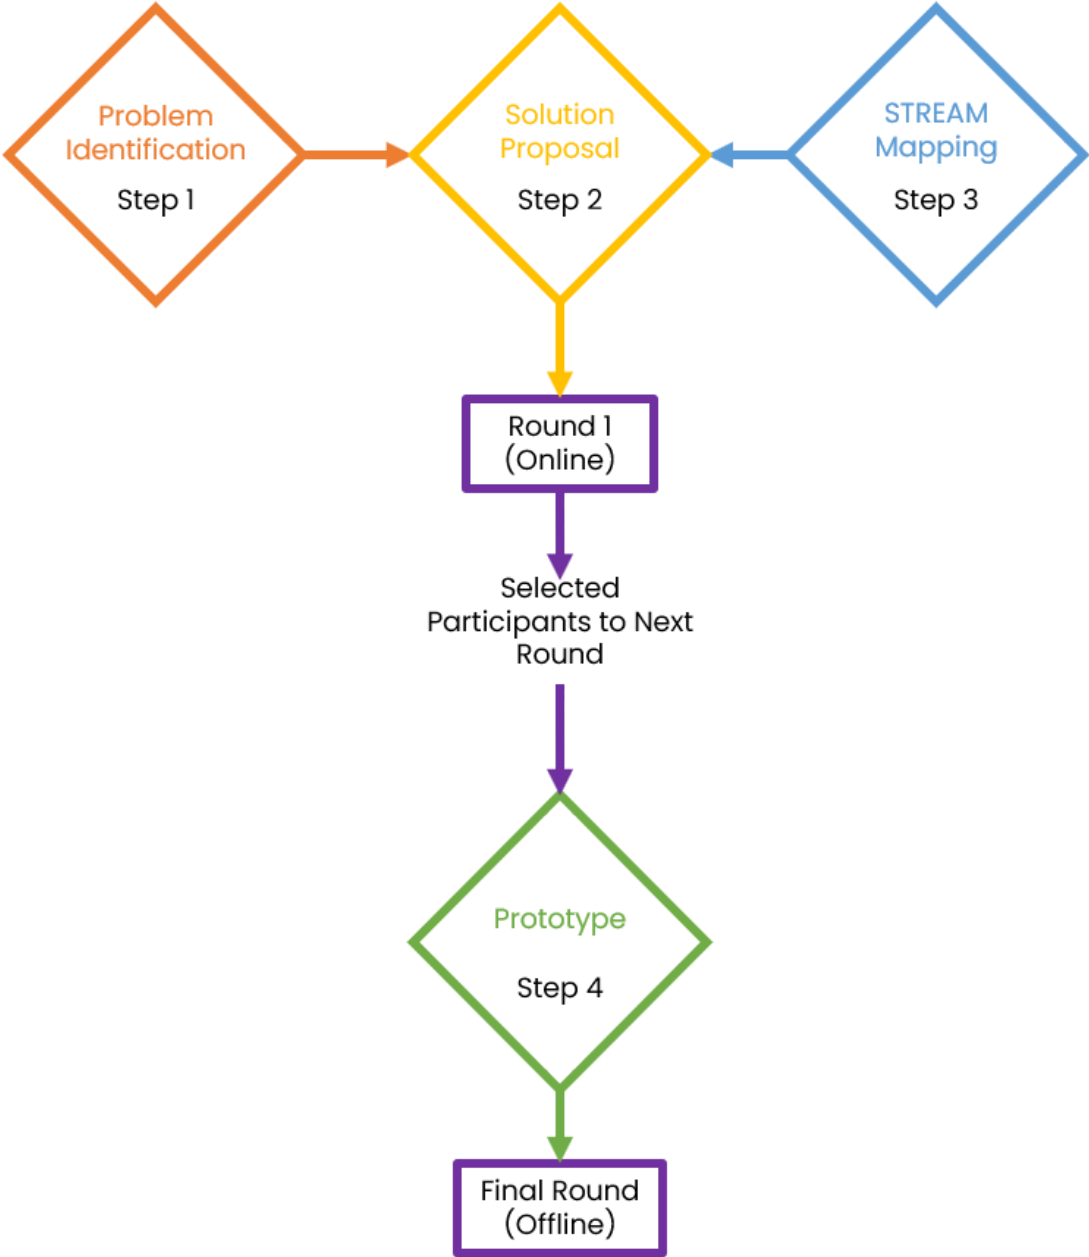 Problem
Identification
Step 1
Solution
Proposal
Step 2
STREAM
Mapping
Step 3
Round 1
(Online)
Selected
Participants to Next
Round
Prototype
Step 4
Final Round
(Offline)